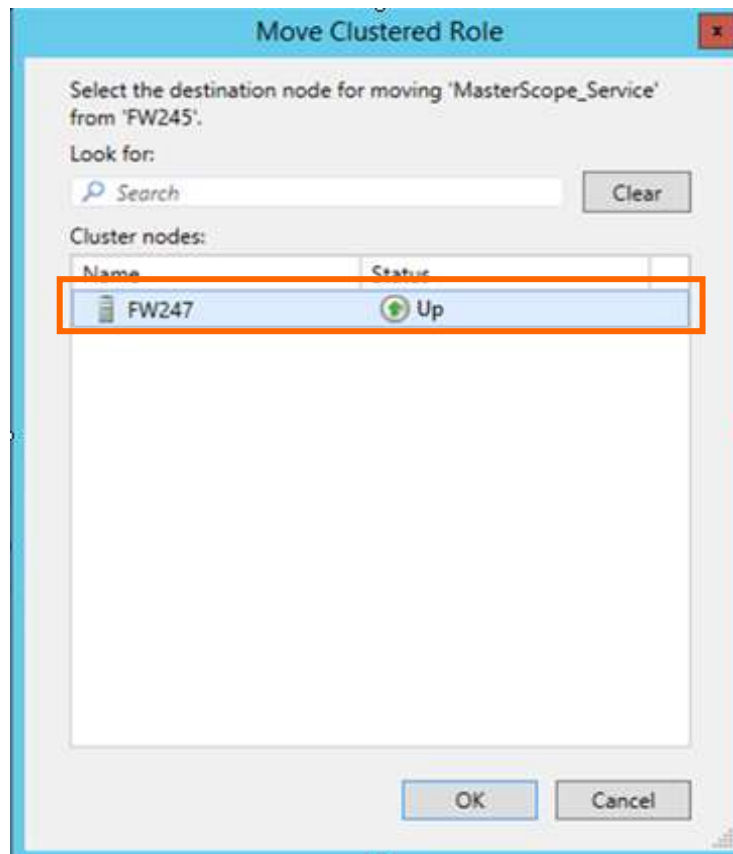 Move Clustered Role
x
Select the destination node for moving 'MasterScope_Service'
from 'FW245'.
Look for:
Search
Clear
Cluster nodes:
Name Status
FW247 Up
OK Cancel